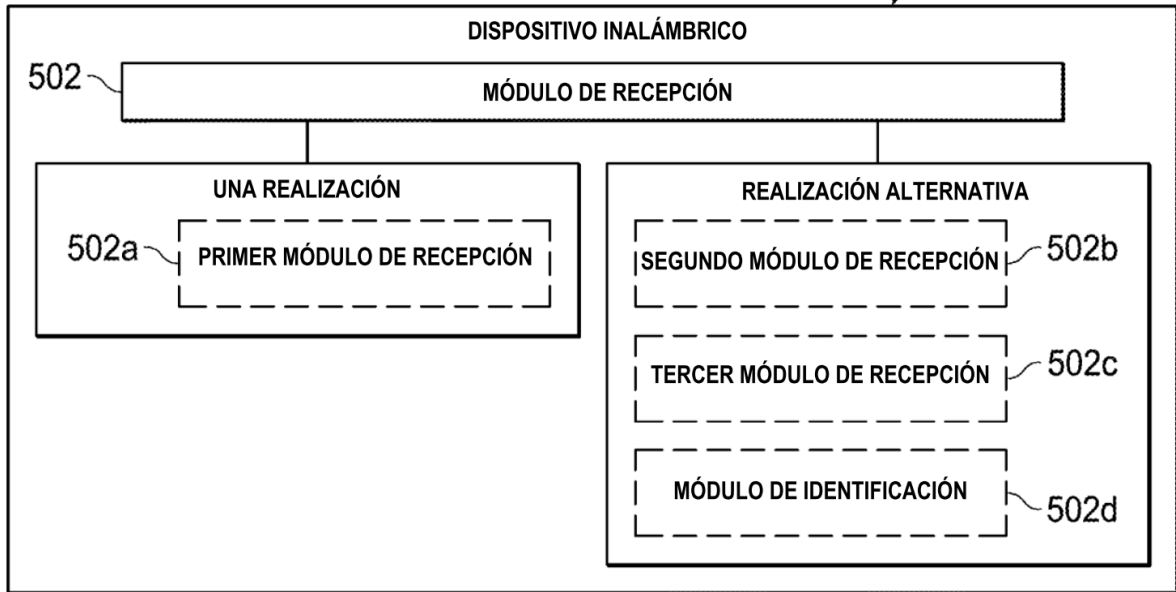 DISPOSITIVO INALÁMBRICO
502
MÓDULO DE RECEPCIÓN
UNA REALIZACIÓN
502a
PRIMER MÓDULO DE RECEPCIÓN
REALIZACIÓN ALTERNATIVA
SEGUNDO MÓDULO DE RECEPCIÓN
502b
TERCER MÓDULO DE RECEPCIÓN
502c
MÓDULO DE IDENTIFICACIÓN
502d